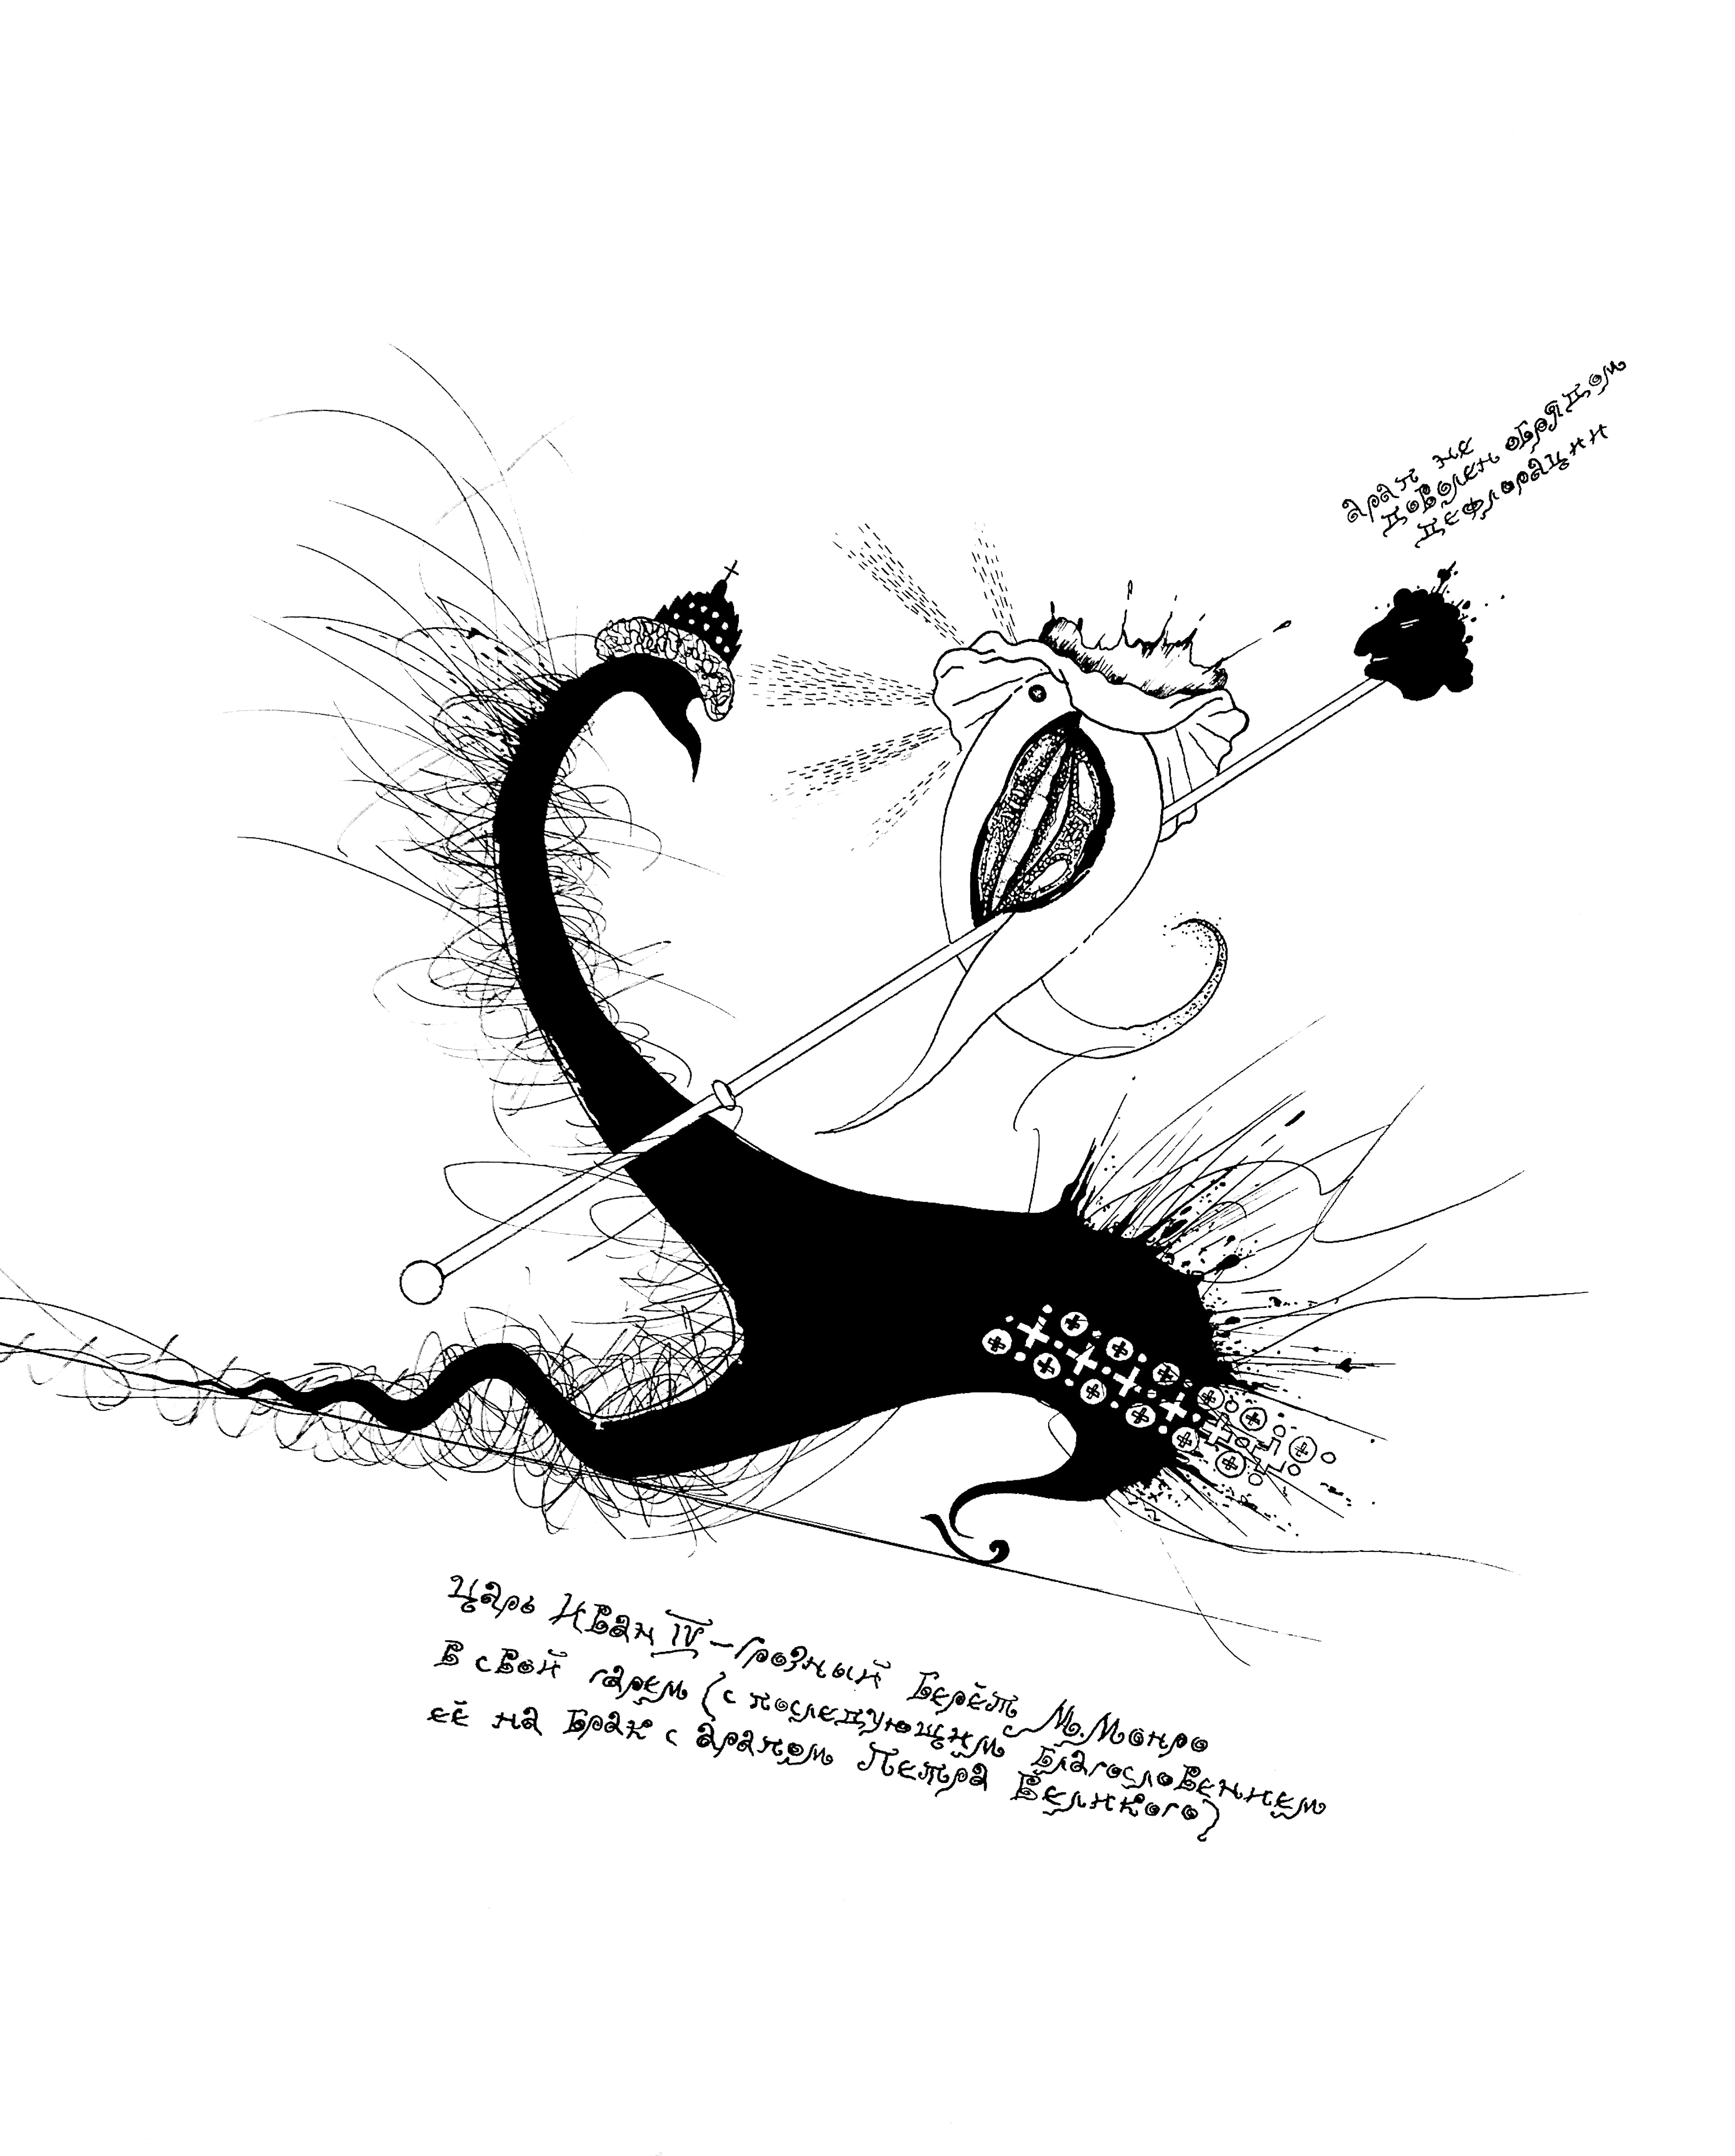 арап не
доволен обрядом
дефлорации
Царь Иван IV – Грозный берёт М. Монро
в свой гарем (с последующим благословением
её на брак с арапом Петра Великого)